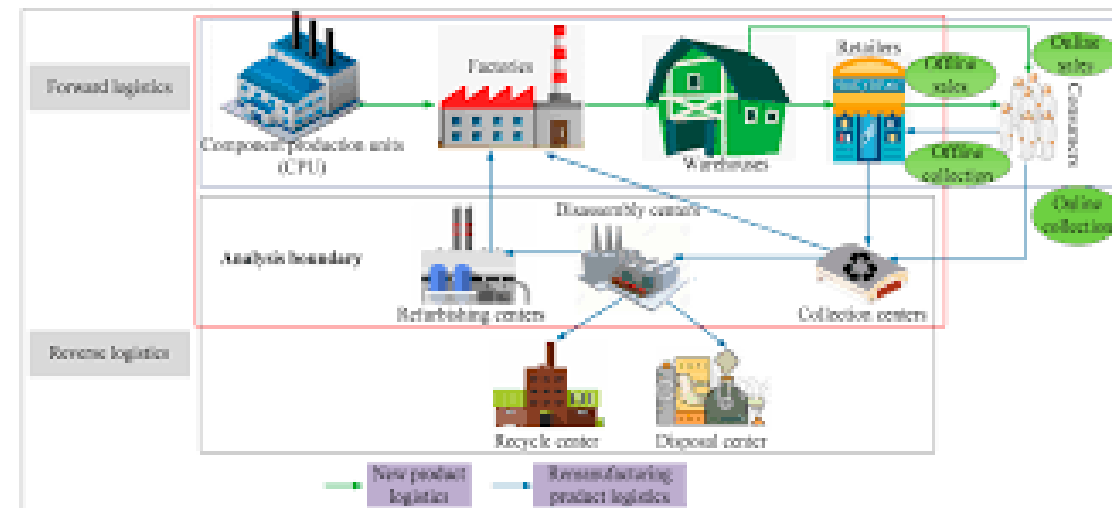 Retailers
Online
sales
Factories
Offline
sales
Forward logistics
Consumers
Component production units
(CPU)
Warehouses
Offline
collection
Disassembly centers
Online
collection
Analysis boundary
Refurbishing centers
Collection centers
Reverse logistics
Recycle center
Disposal center
New product
logistics
Remanufacturing
product logistics